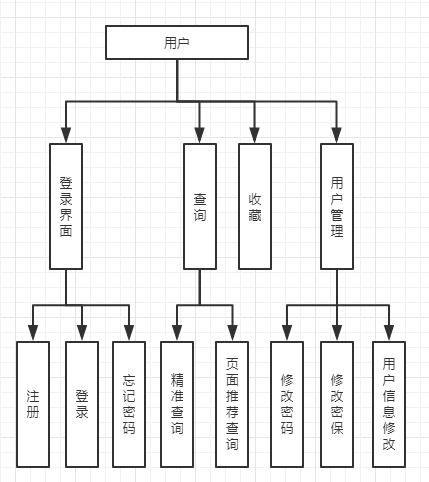 用户
登录界面
查询
收藏
用户管理
注册
登录
忘记密码
精准查询
页面推荐查询
修改密码
修改密保
用户信息修改